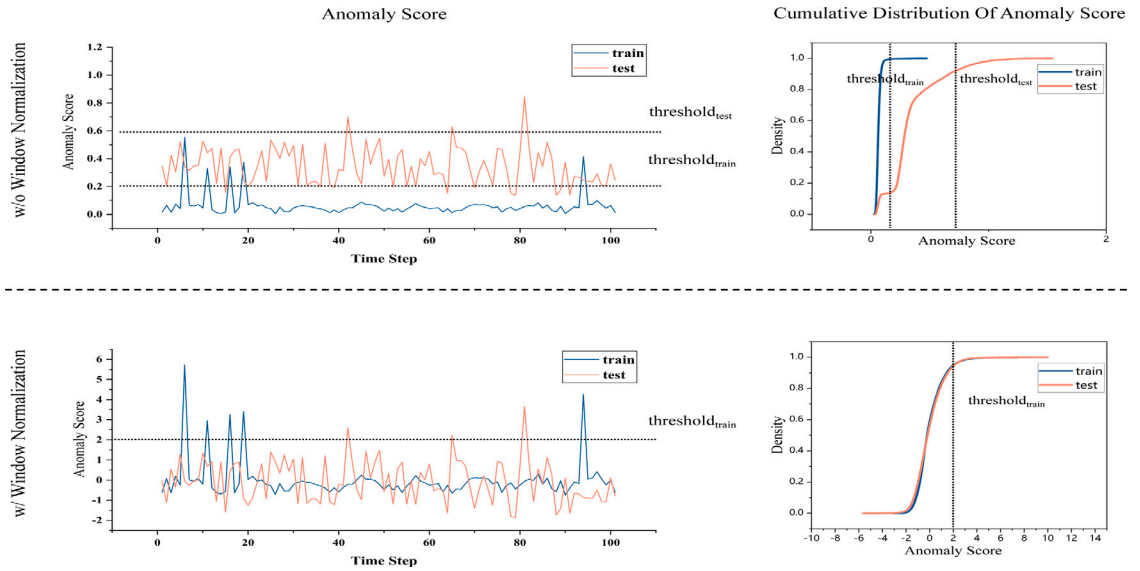 Anomaly Score
Cumulative Distribution Of Anomaly Score
w/o Window Normalization
Anomaly Score
1.2
1.0
0.8
0.6
0.4
0.2
0.0
train
test
threshold_test
threshold_train
0 20 40 60 80 100
Time Step
Density
1.0
0.8
0.6
0.4
0.2
0.0
threshold_train
threshold_test
train
test
0 2
Anomaly Score
w/ Window Normalization
Anomaly Score
6
5
4
3
2
1
0
-1
-2
train
test
threshold_train
0 20 40 60 80 100
Time Step
Density
1.0
0.8
0.6
0.4
0.2
0.0
train
test
threshold_train
-10 -8 -6 -4 -2 0 2 4 6 8 10 12 14
Anomaly Score